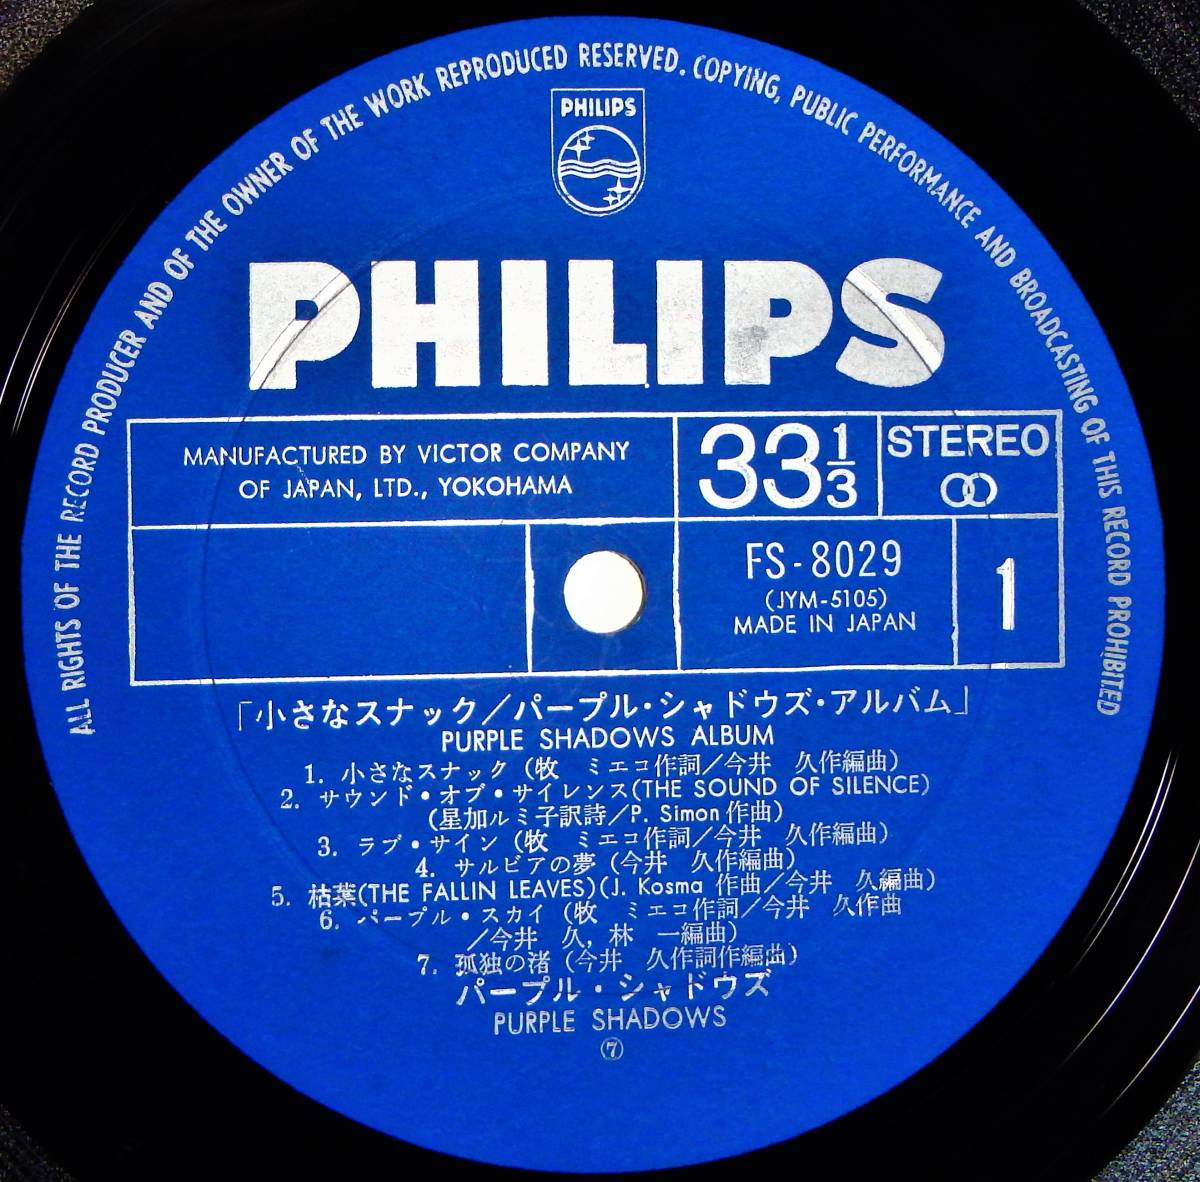 ALL RIGHTS OF THE RECORD PRODUCER AND OF THE OWNER OF THE WORK REPRODUCED RESERVED. COPYING, PUBLIC PERFORMANCE AND BROADCASTING OF THIS RECORD PROHIBITED
PHILIPS
PHILIPS
MANUFACTURED BY VICTOR COMPANY
OF JAPAN, LTD., YOKOHAMA
33 1/3
STEREO
FS-8029
(JYM-5105)
MADE IN JAPAN
1
「小さなスナック/パープル・シャドウズ・アルバム」
PURPLE SHADOWS ALBUM
1. 小さなスナック (牧 ミエコ作詞/今井 久作編曲)
2. サウンド・オブ・サイレンス(THE SOUND OF SILENCE)
(星加ルミ子訳詩/P. Simon 作曲)
3. ラブ・サイン (牧 ミエコ作詞/今井 久作編曲)
4. サルビアの夢 (今井 久作編曲)
5. 枯葉(THE FALLIN LEAVES)(J. Kosma 作曲/今井 久編曲)
6. パープル・スカイ (牧 ミエコ作詞/今井 久作曲
/今井 久, 林 一編曲)
7. 孤独の渚 (今井 久作詞作編曲)
パープル・シャドウズ
PURPLE SHADOWS
⑦